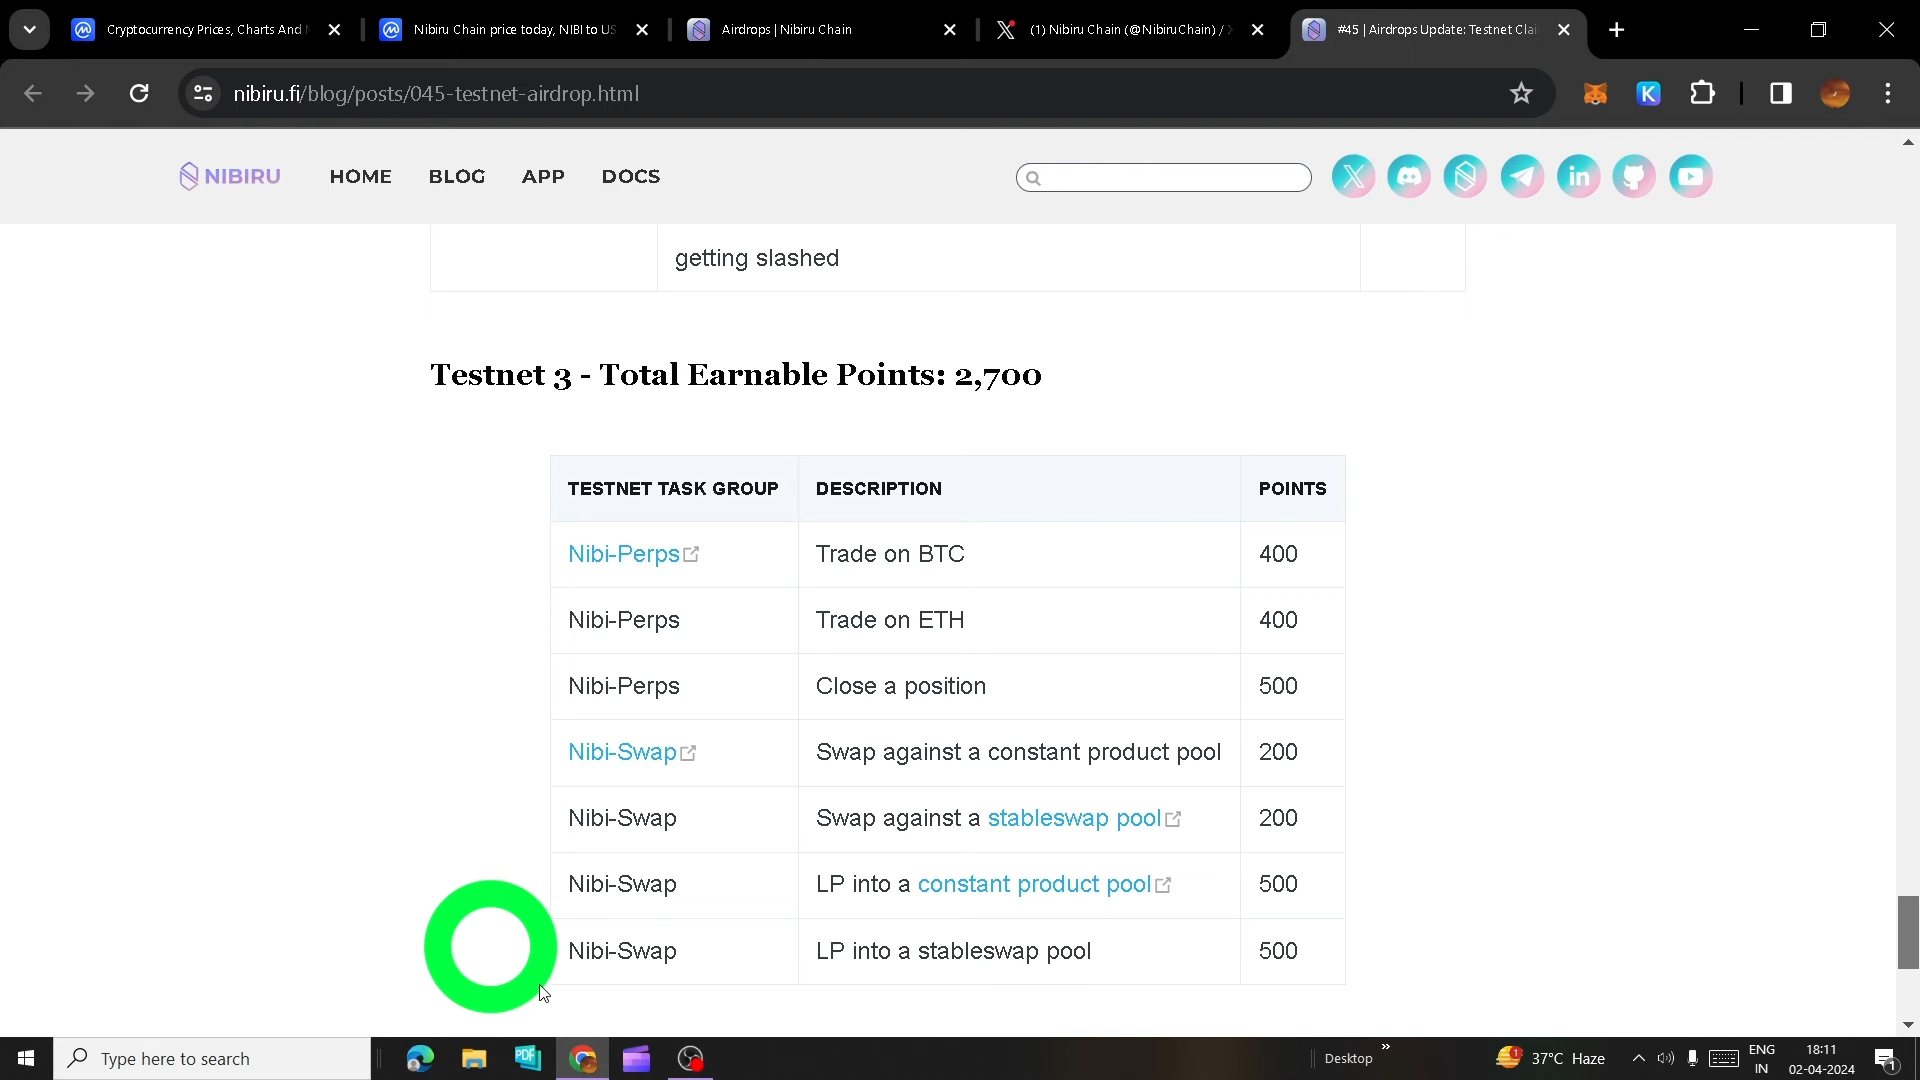 Cryptocurrency Prices, Charts And
Nibiru Chain price today, NIBI to US
Airdrops | Nibiru Chain
(1) Nibiru Chain (@NibiruChain) /
#45 | Airdrops Update: Testnet Clai
nibiru.fi/blog/posts/045-testnet-airdrop.html
NIBIRU HOME BLOG APP DOCS
getting slashed
Testnet 3 - Total Earnable Points: 2,700
TESTNET TASK GROUP DESCRIPTION POINTS
Nibi-Perps Trade on BTC 400
Nibi-Perps Trade on ETH 400
Nibi-Perps Close a position 500
Nibi-Swap Swap against a constant product pool 200
Nibi-Swap Swap against a stableswap pool 200
Nibi-Swap LP into a constant product pool 500
Nibi-Swap LP into a stableswap pool 500
Type here to search
Desktop
37°C Haze
ENG
IN
18:11
02-04-2024